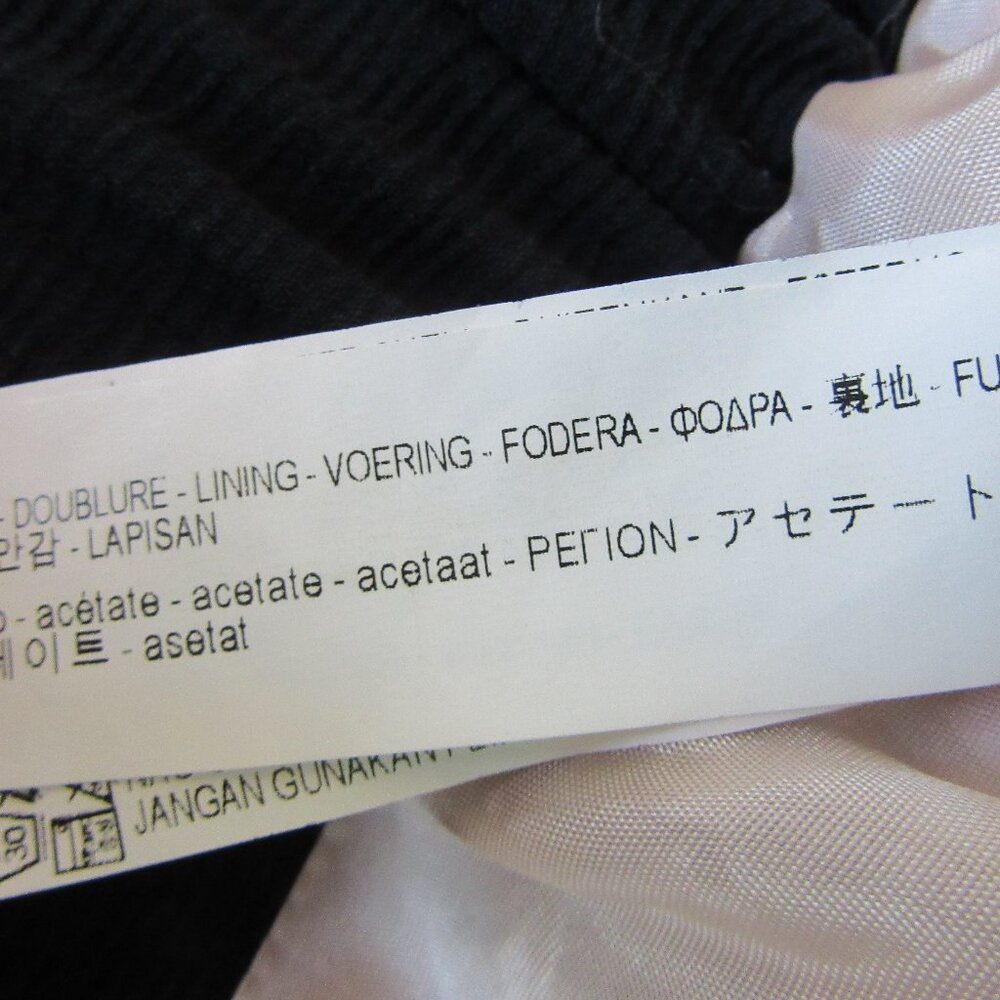 - DOUBLURE - LINING - VOERING - FODERA - ΦΟΔΡΑ - 裏地 - FU
안감 - LAPISAN
o - acétate - acetate - acetaat - ΡΕΓΙΟΝ - アセテート
이트 - asetat
JANGAN GUNAKAN
30